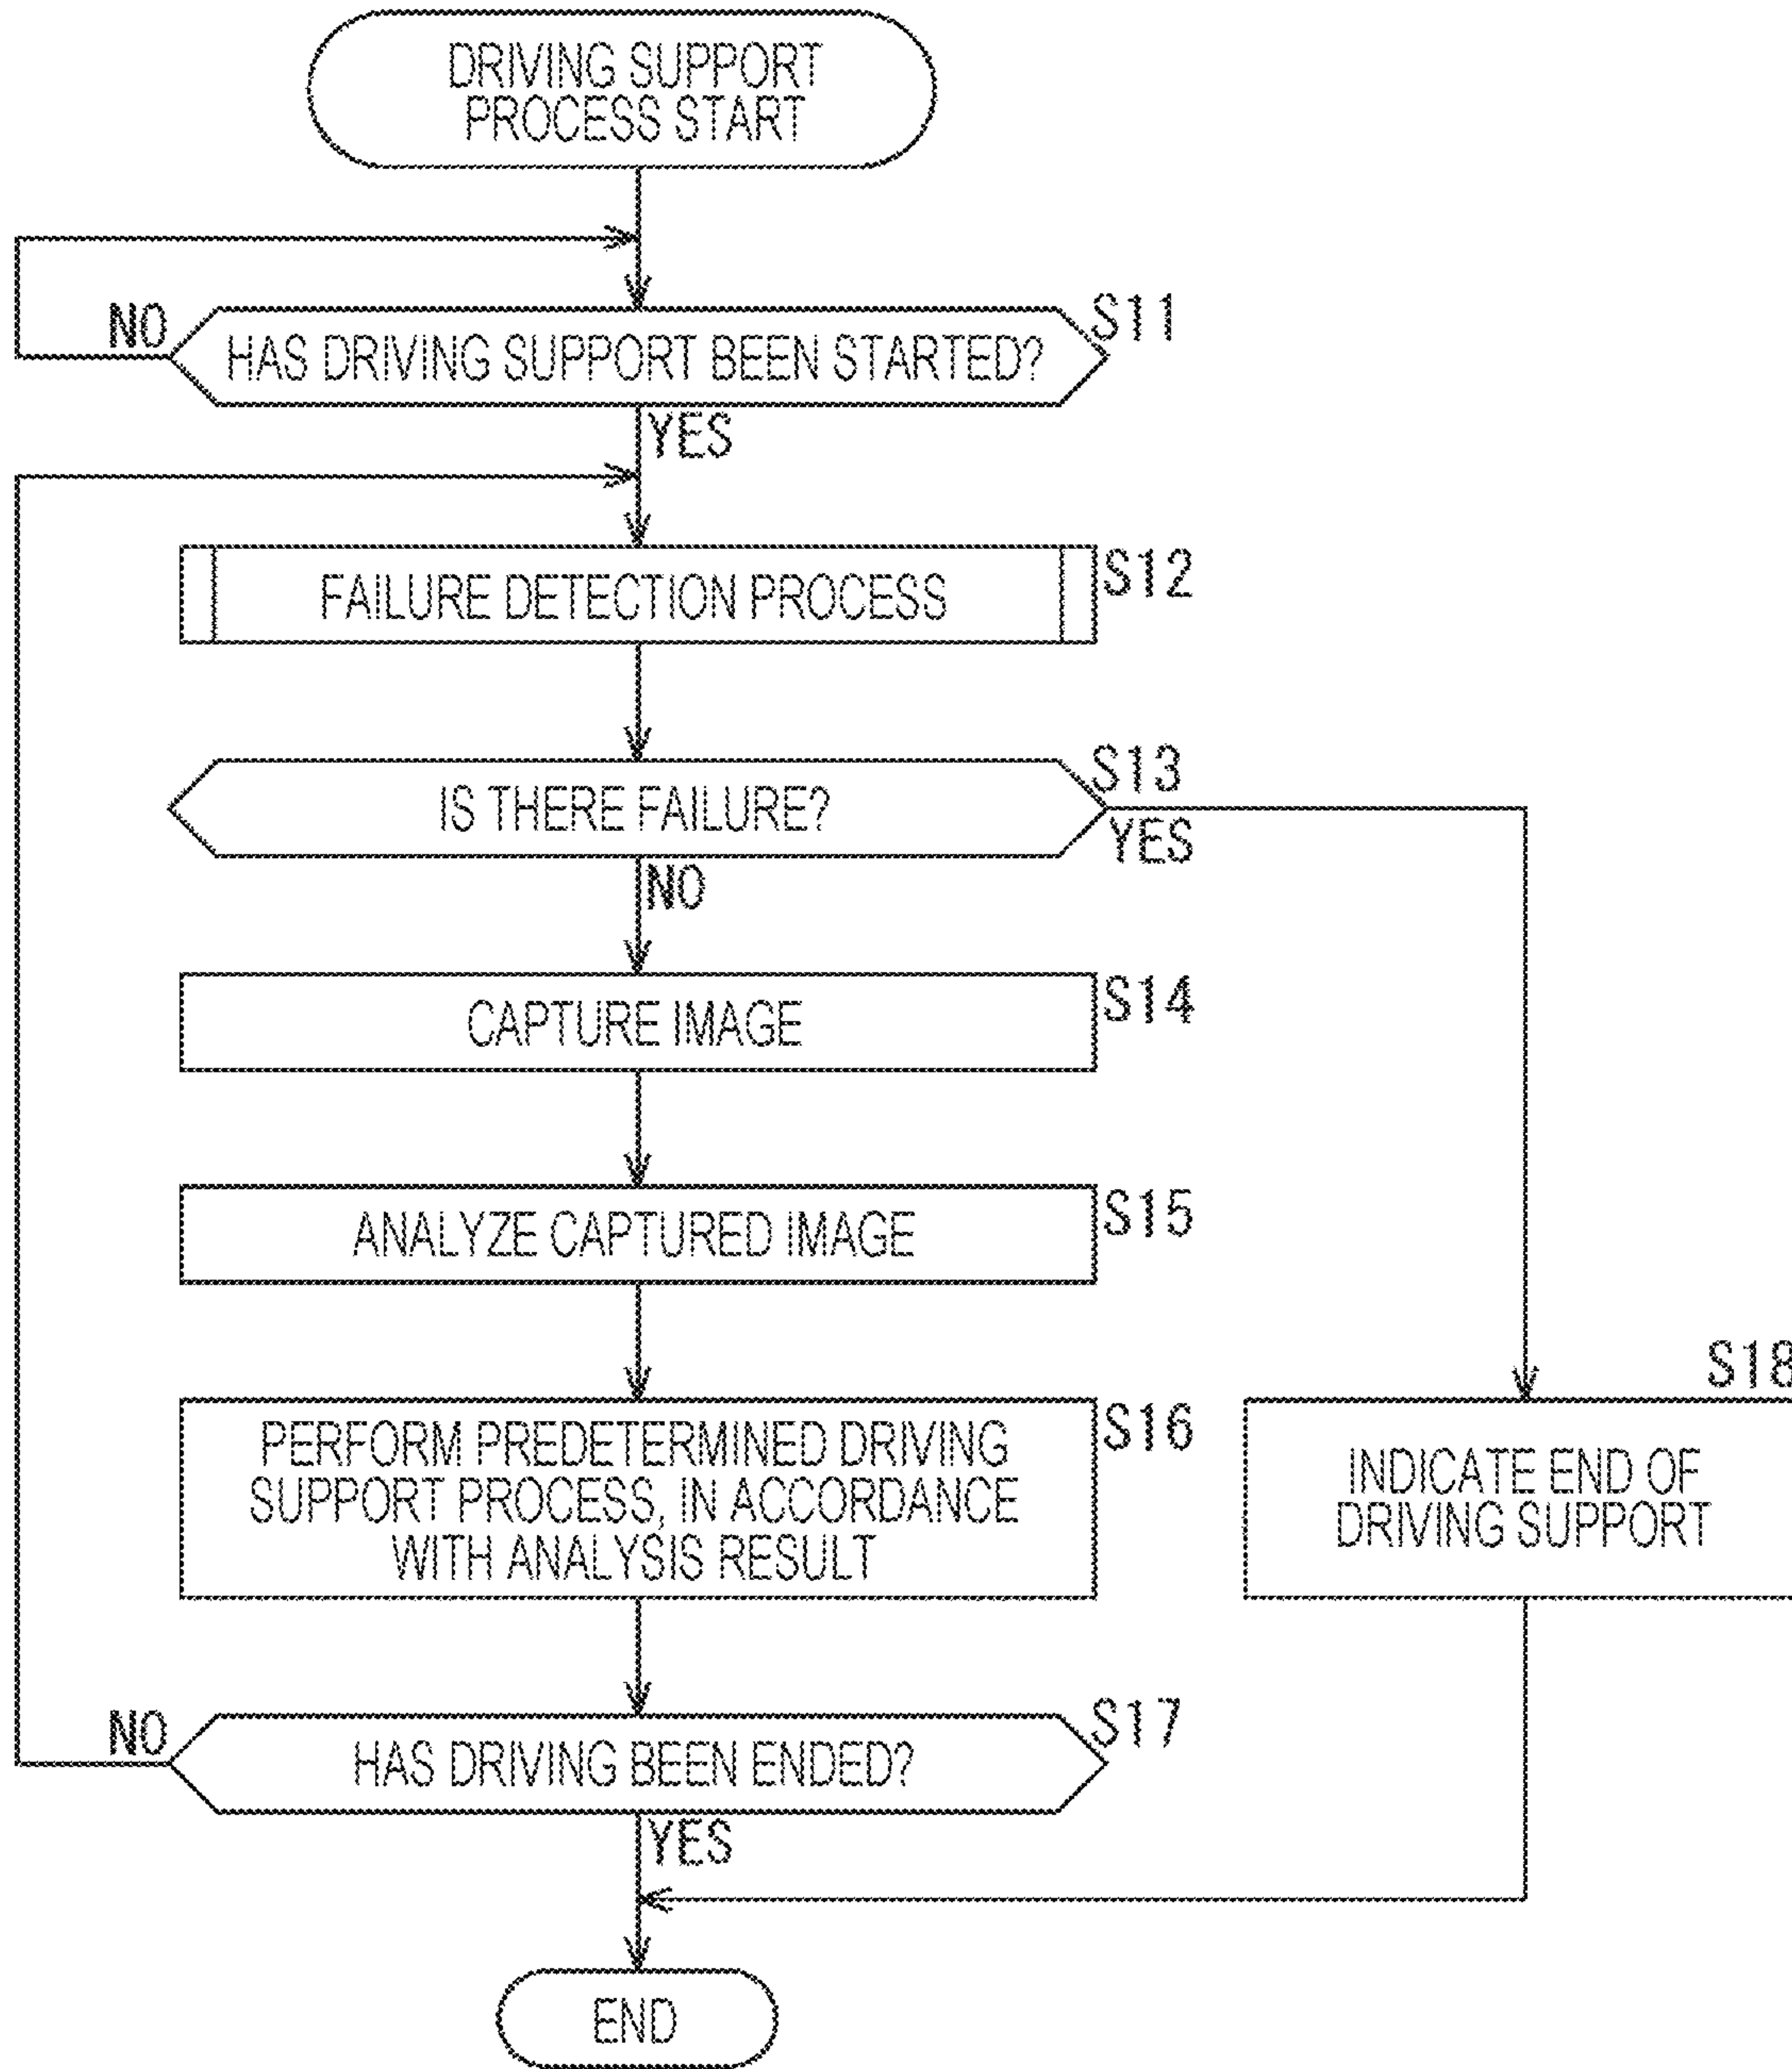 DRIVING SUPPORT
PROCESS START
NO
HAS DRIVING SUPPORT BEEN STARTED?
S11
YES
FAILURE DETECTION PROCESS
S12
IS THERE FAILURE?
S13
YES
NO
CAPTURE IMAGE
S14
ANALYZE CAPTURED IMAGE
S15
PERFORM PREDETERMINED DRIVING
SUPPORT PROCESS, IN ACCORDANCE
WITH ANALYSIS RESULT
S16
S18
INDICATE END OF
DRIVING SUPPORT
NO
HAS DRIVING BEEN ENDED?
S17
YES
END